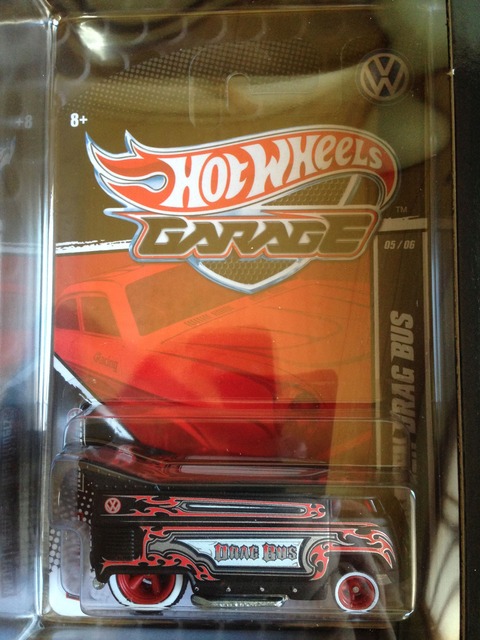 8+
HOT WHEELS
GARAGE
TM
05 / 06
DRAG BUS
DRAG BUS